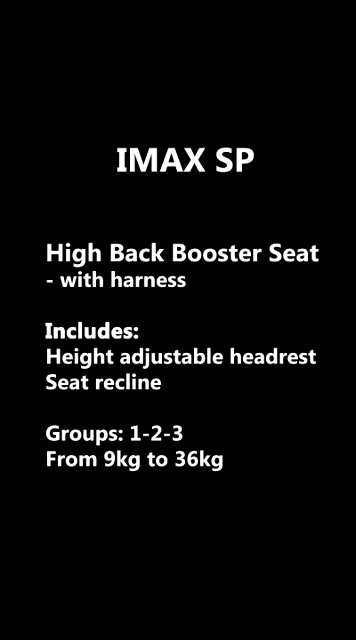 IMAX SP
High Back Booster Seat
- with harness
Includes:
Height adjustable headrest
Seat recline
Groups: 1-2-3
From 9kg to 36kg